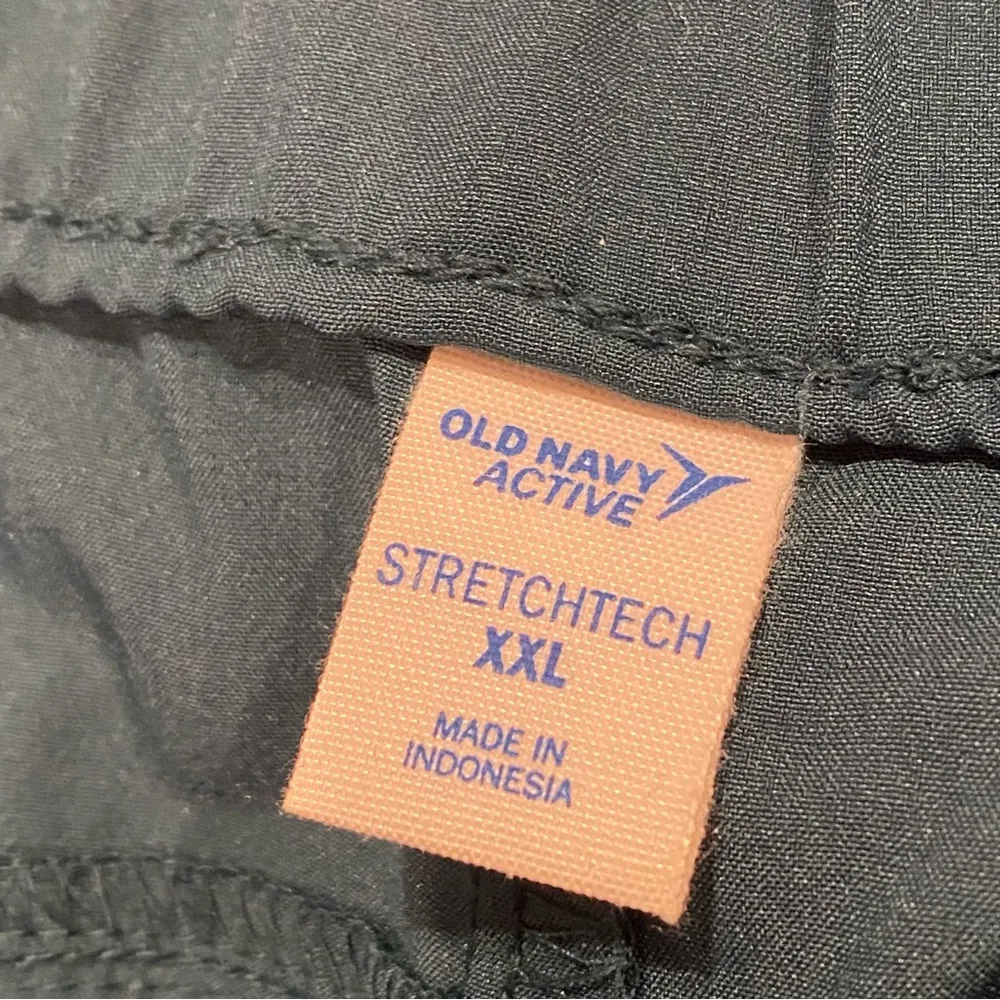 OLD NAVY
ACTIVE
STRETCHTECH
XXL
MADE IN
INDONESIA